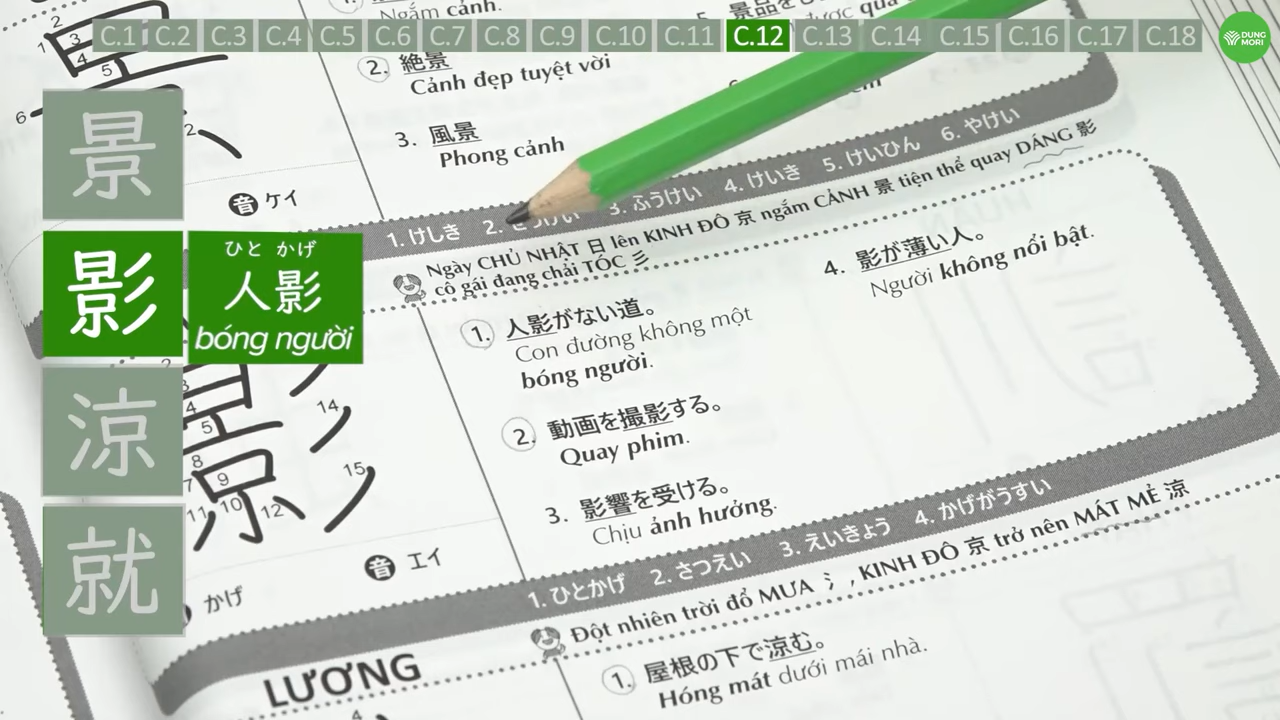 C.1 C.2 C.3 C.4 C.5 C.6 C.7 C.8 C.9 C.10 C.11 C.12 C.13 C.14 C.15 C.16 C.17 C.18
DUNG
MORI
景
影
ひと かげ
人影
bóng người
涼
就
Ngắm cảnh.
2. 絶景
Cảnh đẹp tuyệt vời
3. 風景
Phong cảnh
5. 景品を
được quà
6.
音 ケイ
1. けしき 2. 3. ふうけい 4. けいき 5. けいひん 6. やけい
Ngày CHỦ NHẬT 日 lên KINH ĐÔ 京 ngắm CẢNH 景 tiện thể quay DÁNG 影
cô gái đang chải TÓC 彡
1. 人影がない道。
Con đường không một
bóng người.
2. 動画を撮影する。
Quay phim.
3. 影響を受ける。
Chịu ảnh hưởng.
4. 影が薄い人。
Người không nổi bật.
音 エイ
かげ
1. ひとかげ 2. さつえい 3. えいきょう 4. かげがうすい
Đột nhiên trời đổ MƯA 氵, KINH ĐÔ 京 trở nên MÁT MẺ 涼
LƯƠNG
1. 屋根の下で涼む。
Hóng mát dưới mái nhà.